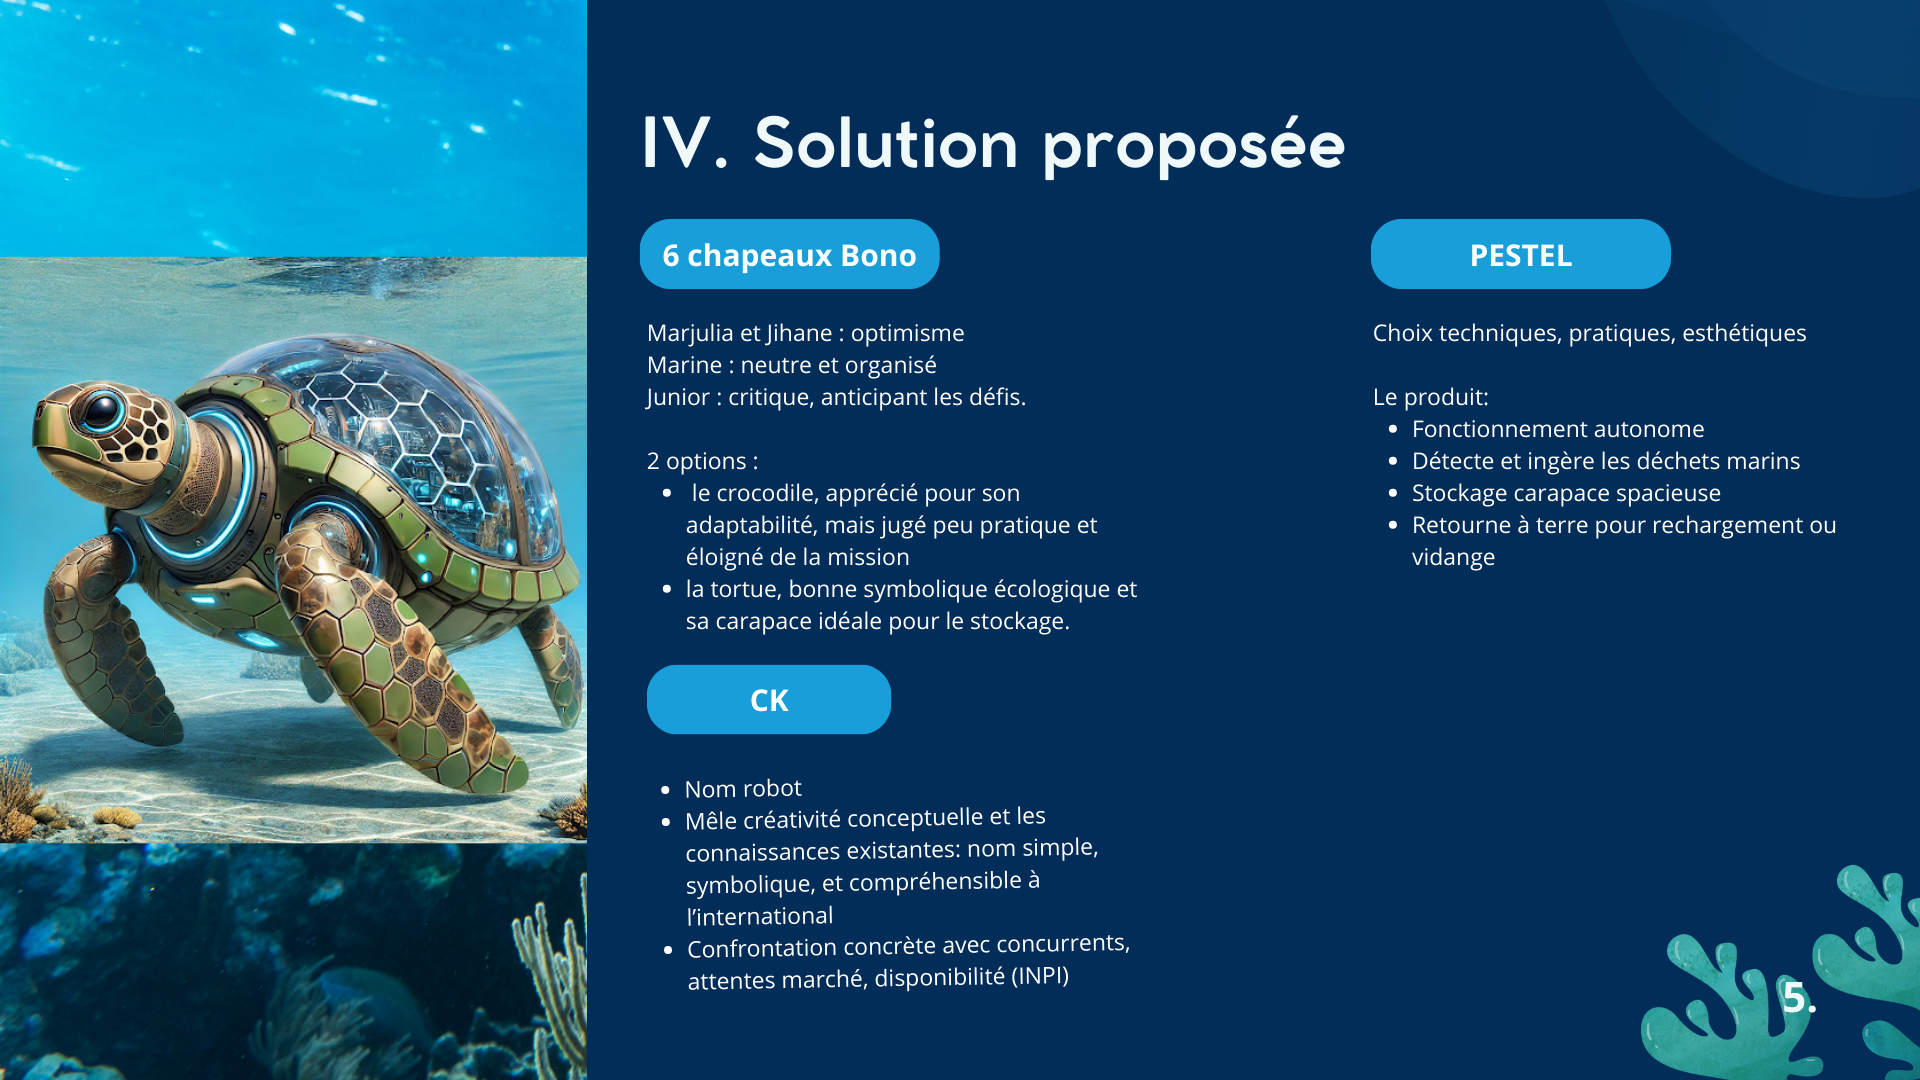 IV. Solution proposée
6 chapeaux Bono
Marjulia et Jihane : optimisme
Marine : neutre et organisé
Junior : critique, anticipant les défis.
2 options :
• le crocodile, apprécié pour son
adaptabilité, mais jugé peu pratique et
éloigné de la mission
• la tortue, bonne symbolique écologique et
sa carapace idéale pour le stockage.
CK
• Nom robot
• Mêle créativité conceptuelle et les
connaissances existantes: nom simple,
symbolique, et compréhensible à
l’international
• Confrontation concrète avec concurrents,
attentes marché, disponibilité (INPI)
PESTEL
Choix techniques, pratiques, esthétiques
Le produit:
• Fonctionnement autonome
• Détecte et ingère les déchets marins
• Stockage carapace spacieuse
• Retourne à terre pour rechargement ou
vidange
5.